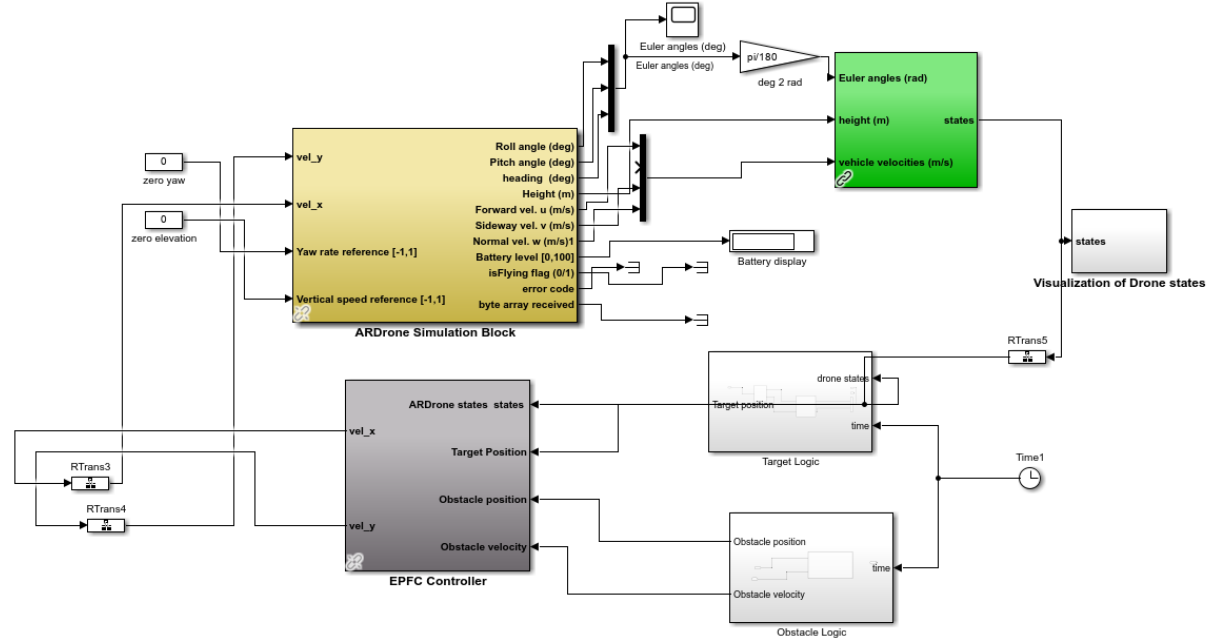 Euler angles (deg)
Euler angles (deg)
pi/180
deg 2 rad
Euler angles (rad)
height (m)
states
vehicle velocities (m/s)
0
zero yaw
0
zero elevation
vel_y
vel_x
Yaw rate reference [-1,1]
Vertical speed reference [-1,1]
Roll angle (deg)
Pitch angle (deg)
heading (deg)
Height (m)
Forward vel. u (m/s)
Sideway vel. v (m/s)
Normal vel. w (m/s)1
Battery level [0,100]
isFlying flag (0/1)
error code
byte array received
ARDrone Simulation Block
Battery display
states
Visualization of Drone states
RTrans5
drone states
Target position
time
Target Logic
Time1
ARDrone states states
vel_x
Target Position
Obstacle position
vel_y
Obstacle velocity
EPFC Controller
RTrans3
RTrans4
Obstacle position
time
Obstacle velocity
Obstacle Logic